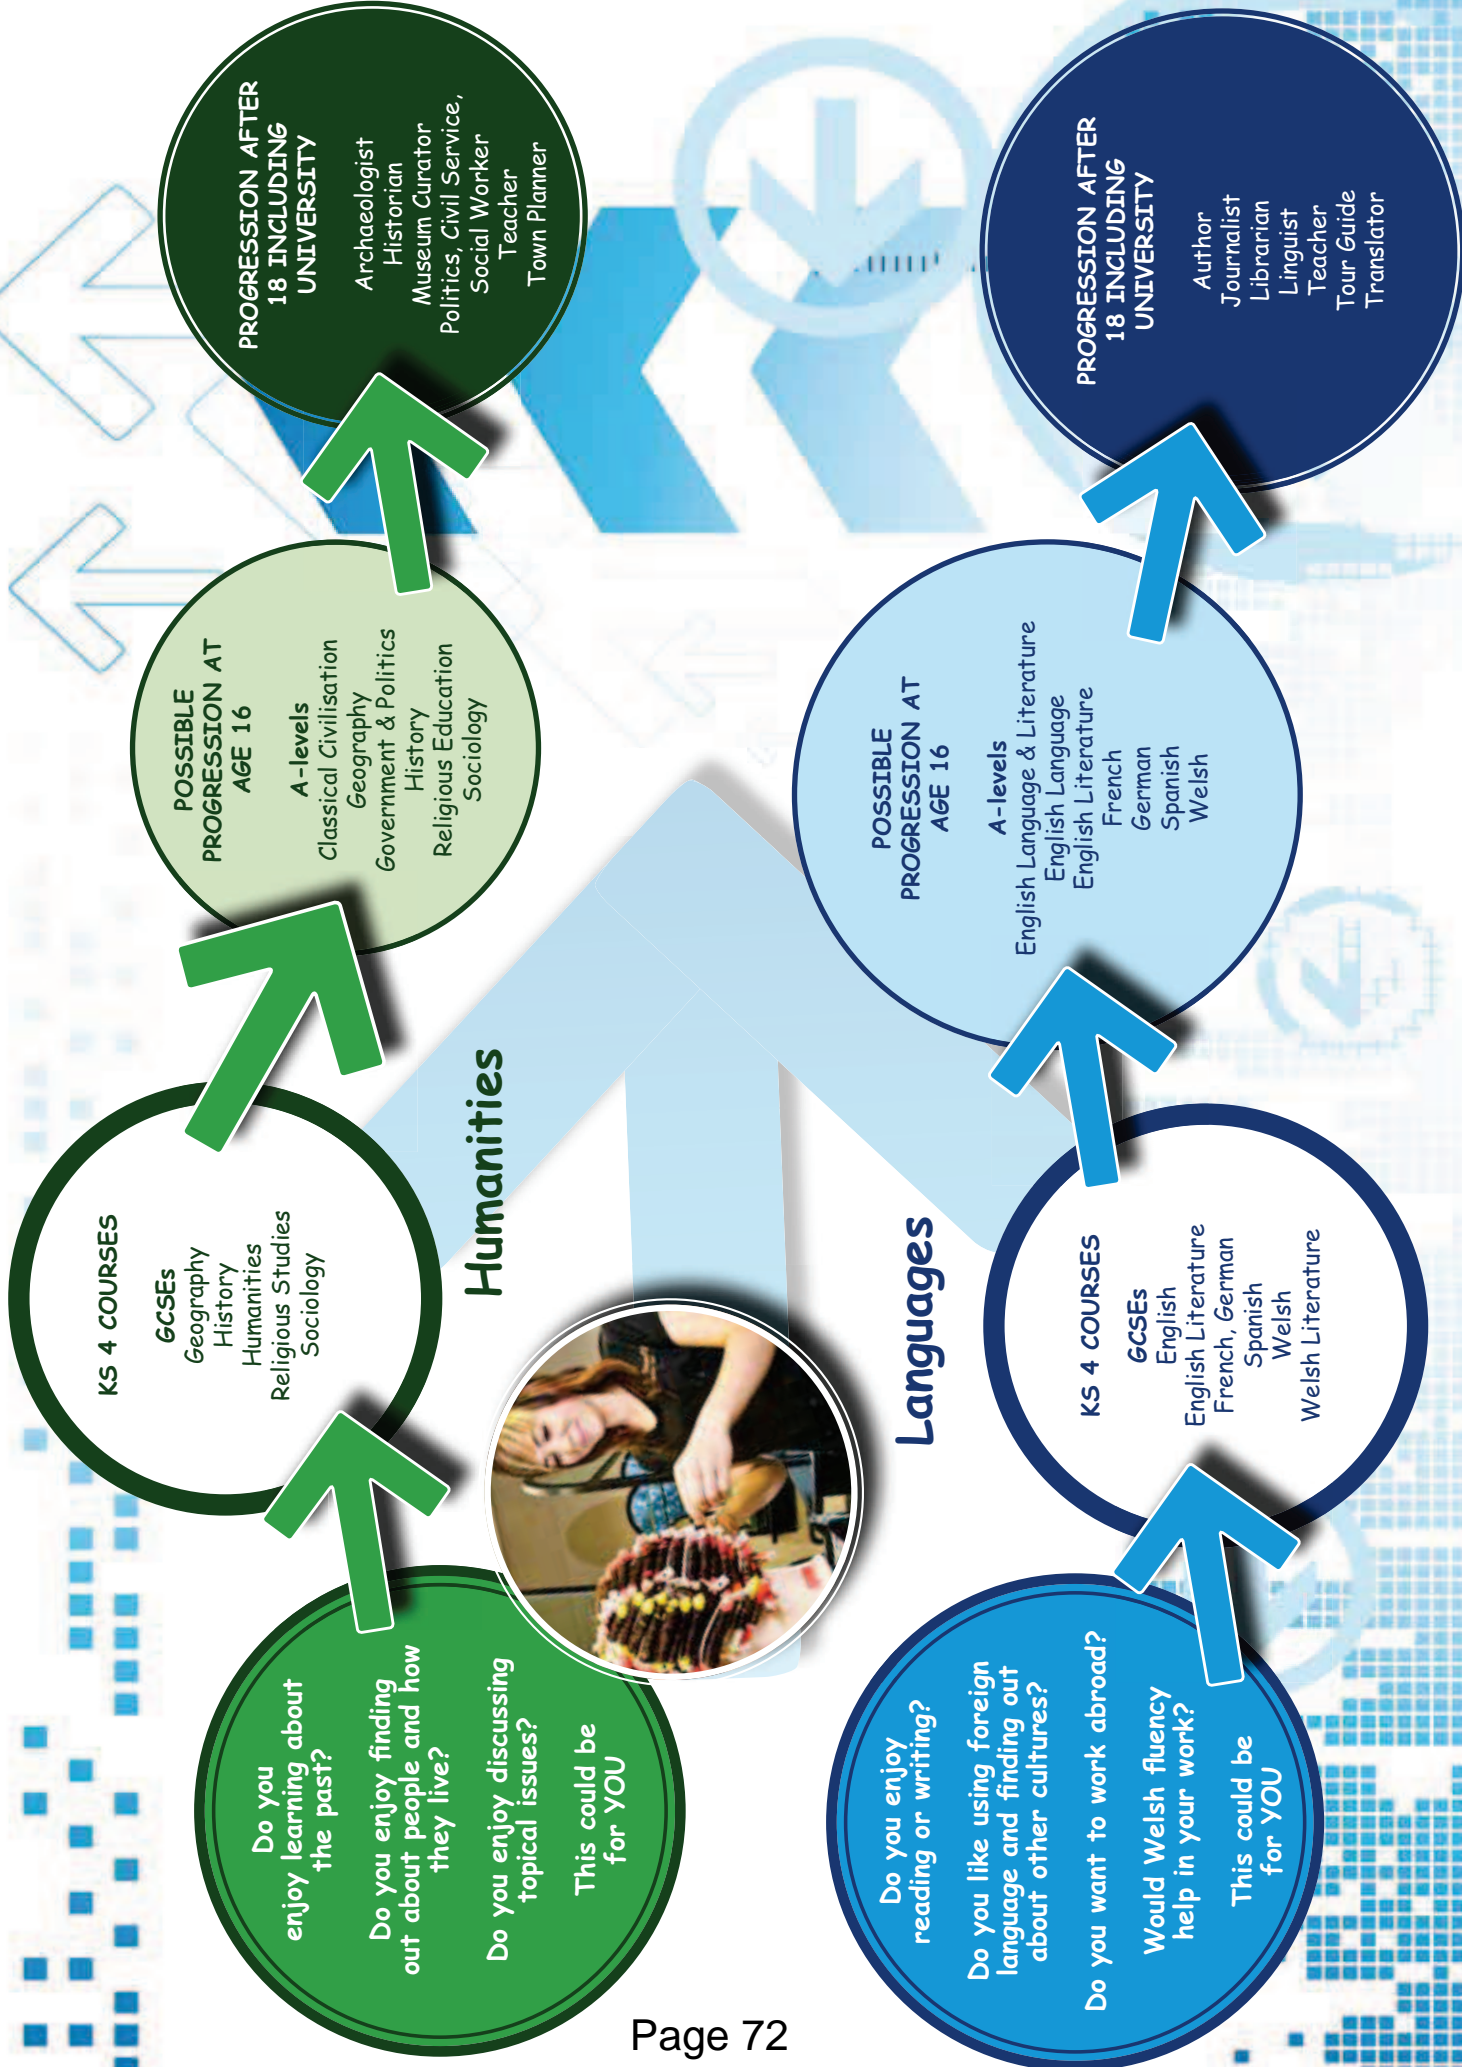 Do you
enjoy learning about
the past?
Do you enjoy finding
out about people and how
they live?
Do you enjoy discussing
topical issues?
This could be
for YOU
KS 4 COURSES
GCSEs
Geography
History
Humanities
Religious Studies
Sociology
POSSIBLE
PROGRESSION AT
AGE 16
A-levels
Classical Civilisation
Geography
Government & Politics
History
Religious Education
Sociology
PROGRESSION AFTER
18 INCLUDING
UNIVERSITY
Archaeologist
Historian
Museum Curator
Politics, Civil Service,
Social Worker
Teacher
Town Planner
Humanities
Languages
Do you enjoy
reading or writing?
Do you like using foreign
language and finding out
about other cultures?
Do you want to work abroad?
Would Welsh fluency
help in your work?
This could be
for YOU
KS 4 COURSES
GCSEs
English
English Literature
French, German
Spanish
Welsh
Welsh Literature
POSSIBLE
PROGRESSION AT
AGE 16
A-levels
English Language & Literature
English Language
English Literature
French
German
Spanish
Welsh
PROGRESSION AFTER
18 INCLUDING
UNIVERSITY
Author
Journalist
Librarian
Linguist
Teacher
Tour Guide
Translator
Page 72